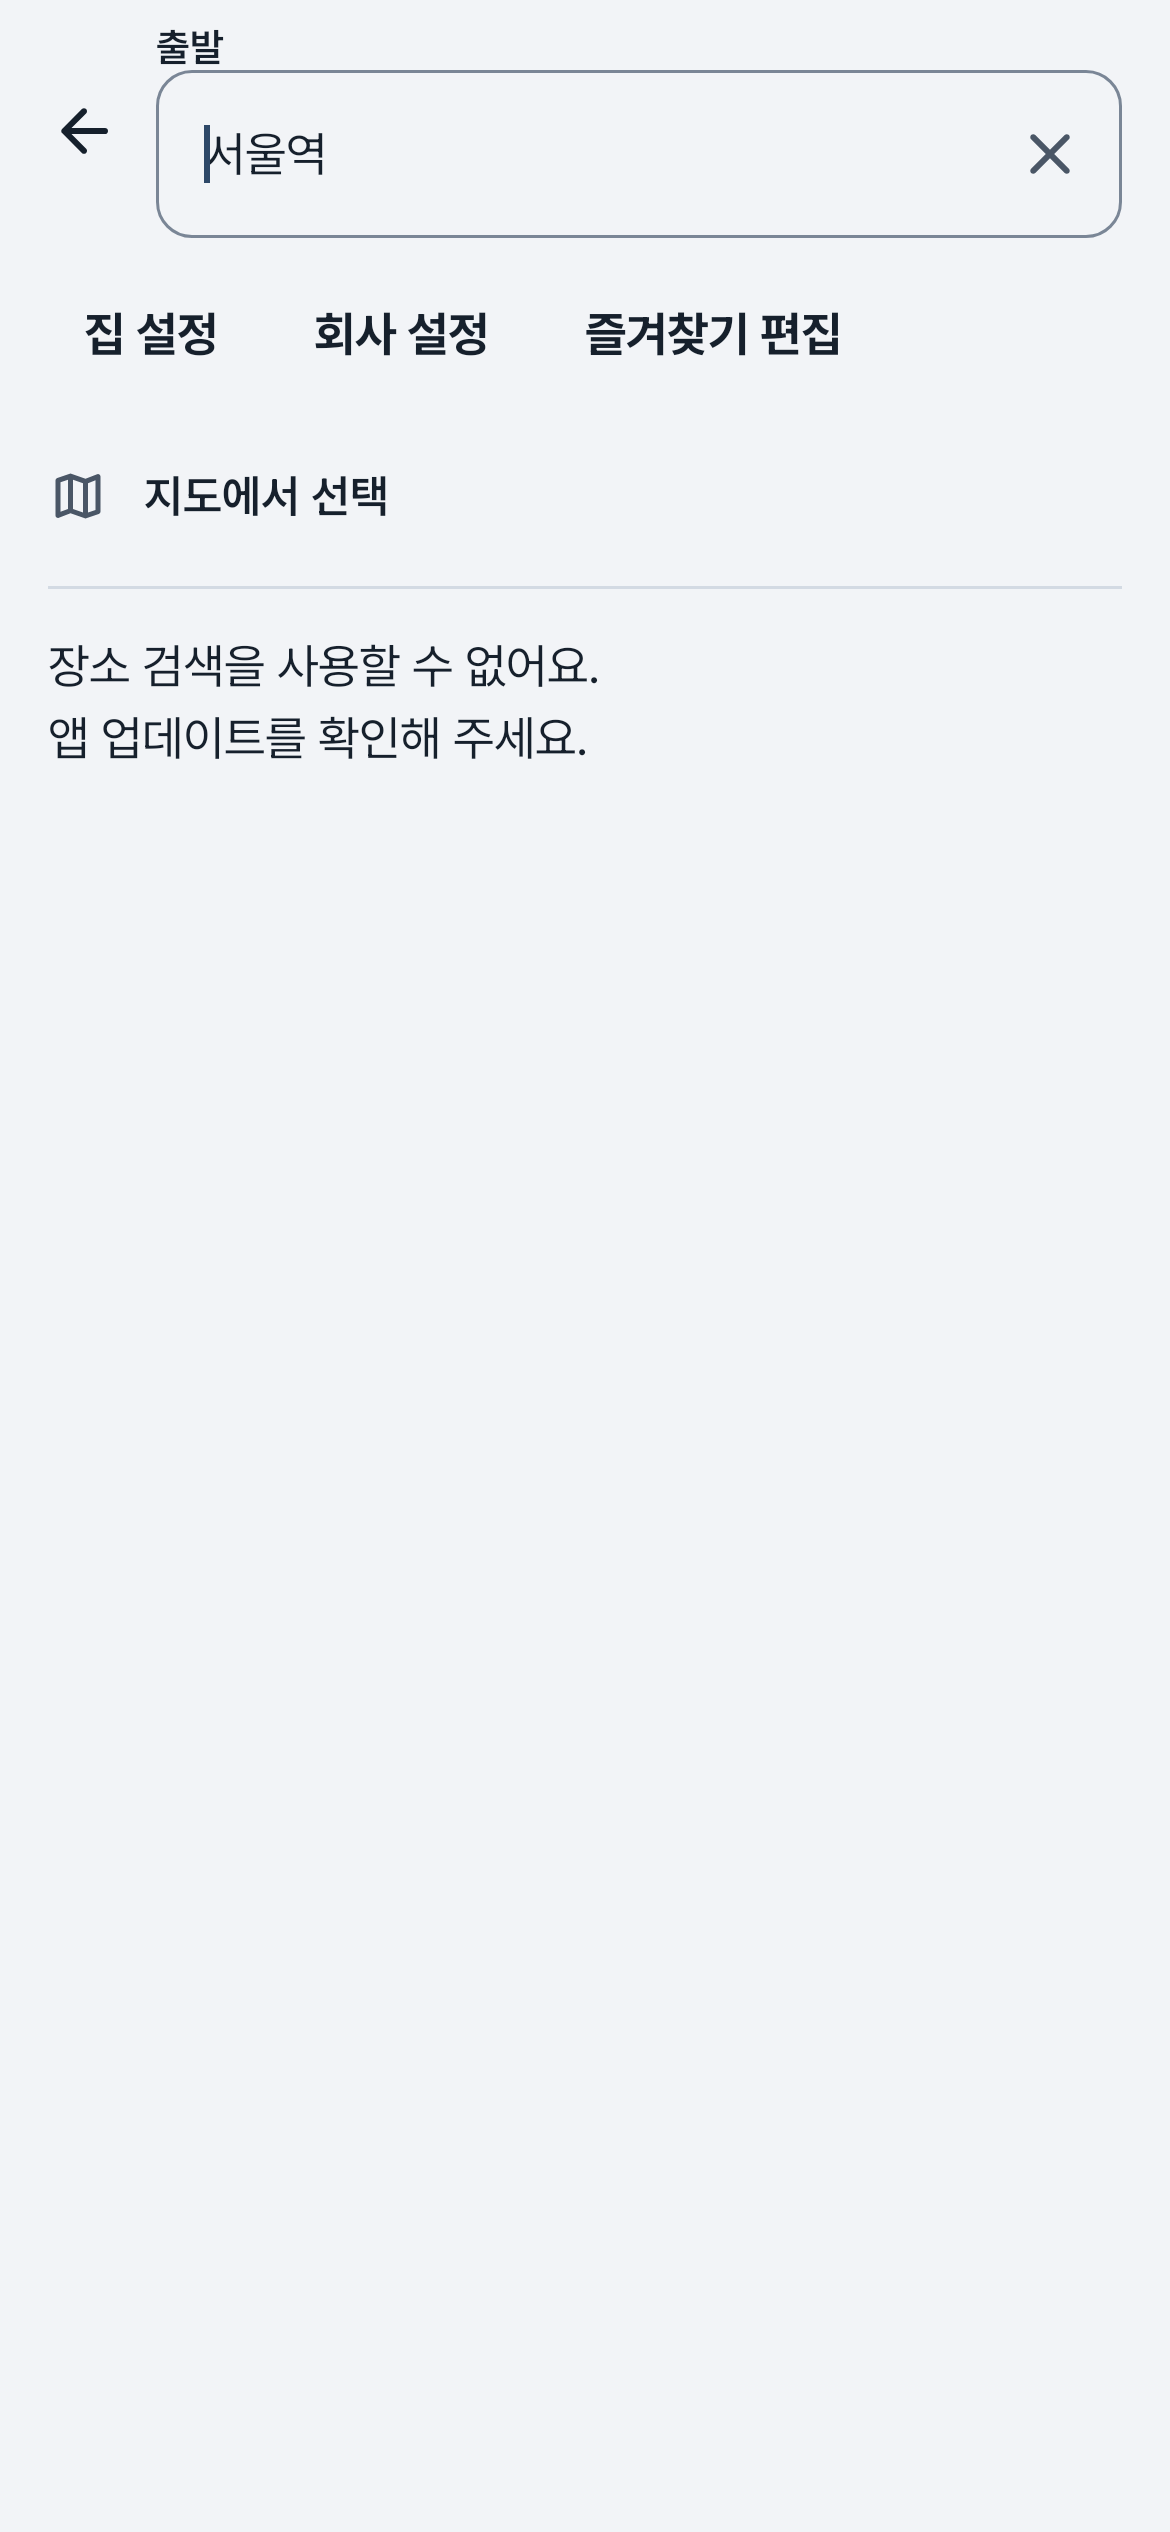 출발
서울역
집 설정 회사 설정 즐겨찾기 편집
지도에서 선택
장소 검색을 사용할 수 없어요.
앱 업데이트를 확인해 주세요.